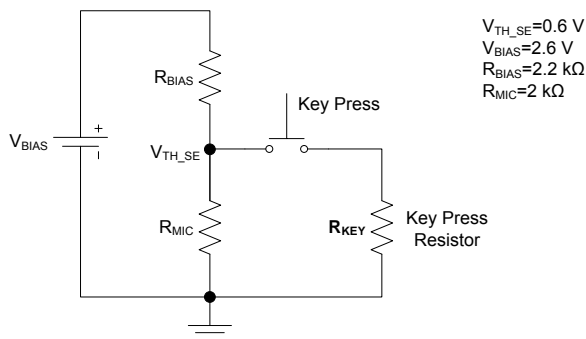 V_TH_SE=0.6 V
V_BIAS=2.6 V
R_BIAS=2.2 kΩ
R_MIC=2 kΩ
R_BIAS
Key Press
V_BIAS
+
-
V_TH_SE
R_MIC
R_KEY
Key Press
Resistor